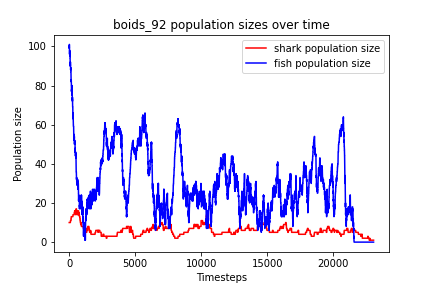 boids_92 population sizes over time
shark population size
fish population size
Population size
100
80
60
40
20
0
0
5000
10000
15000
20000
Timesteps